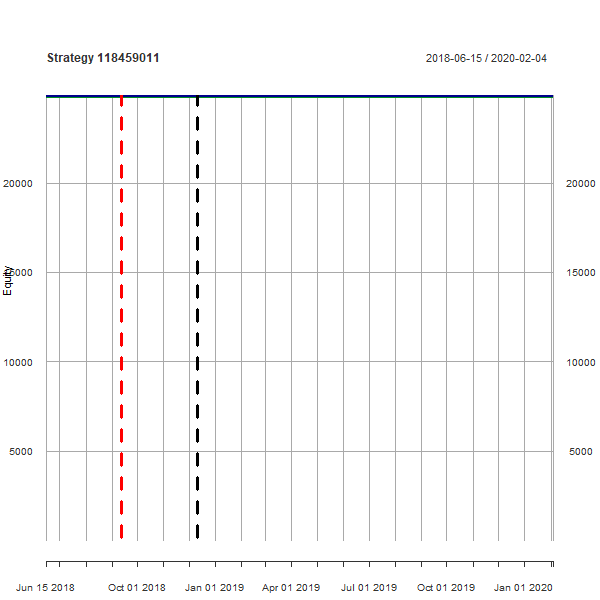 Strategy 118459011
2018-06-15 / 2020-02-04
20000
20000
Equity
15000
15000
10000
10000
5000
5000
Jun 15 2018
Oct 01 2018
Jan 01 2019
Apr 01 2019
Jul 01 2019
Oct 01 2019
Jan 01 2020